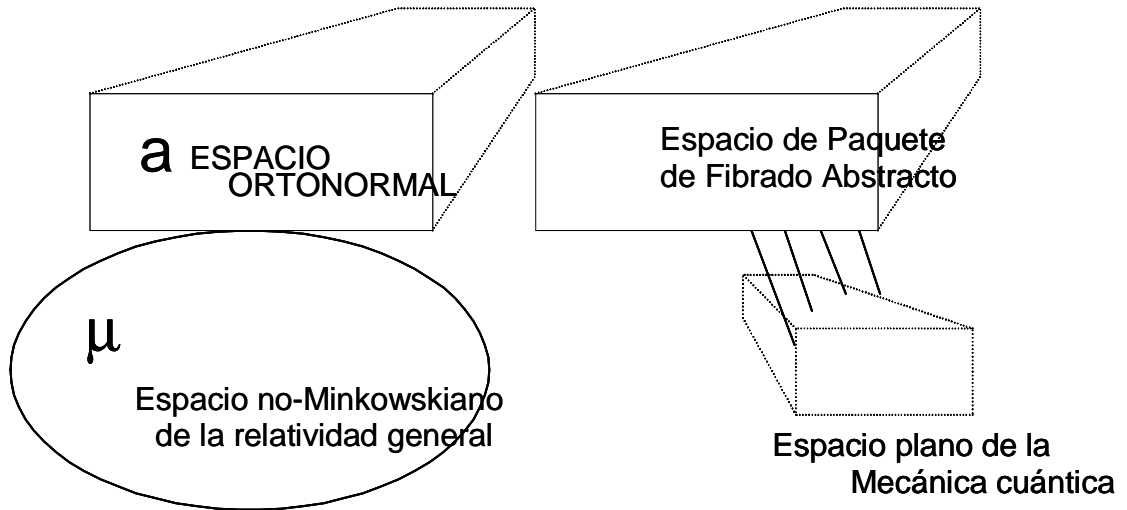 a ESPACIO
ORTONORMAL
Espacio de Paquete
de Fibrado Abstracto
μ
Espacio no-Minkowskiano
de la relatividad general
Espacio plano de la
Mecánica cuántica